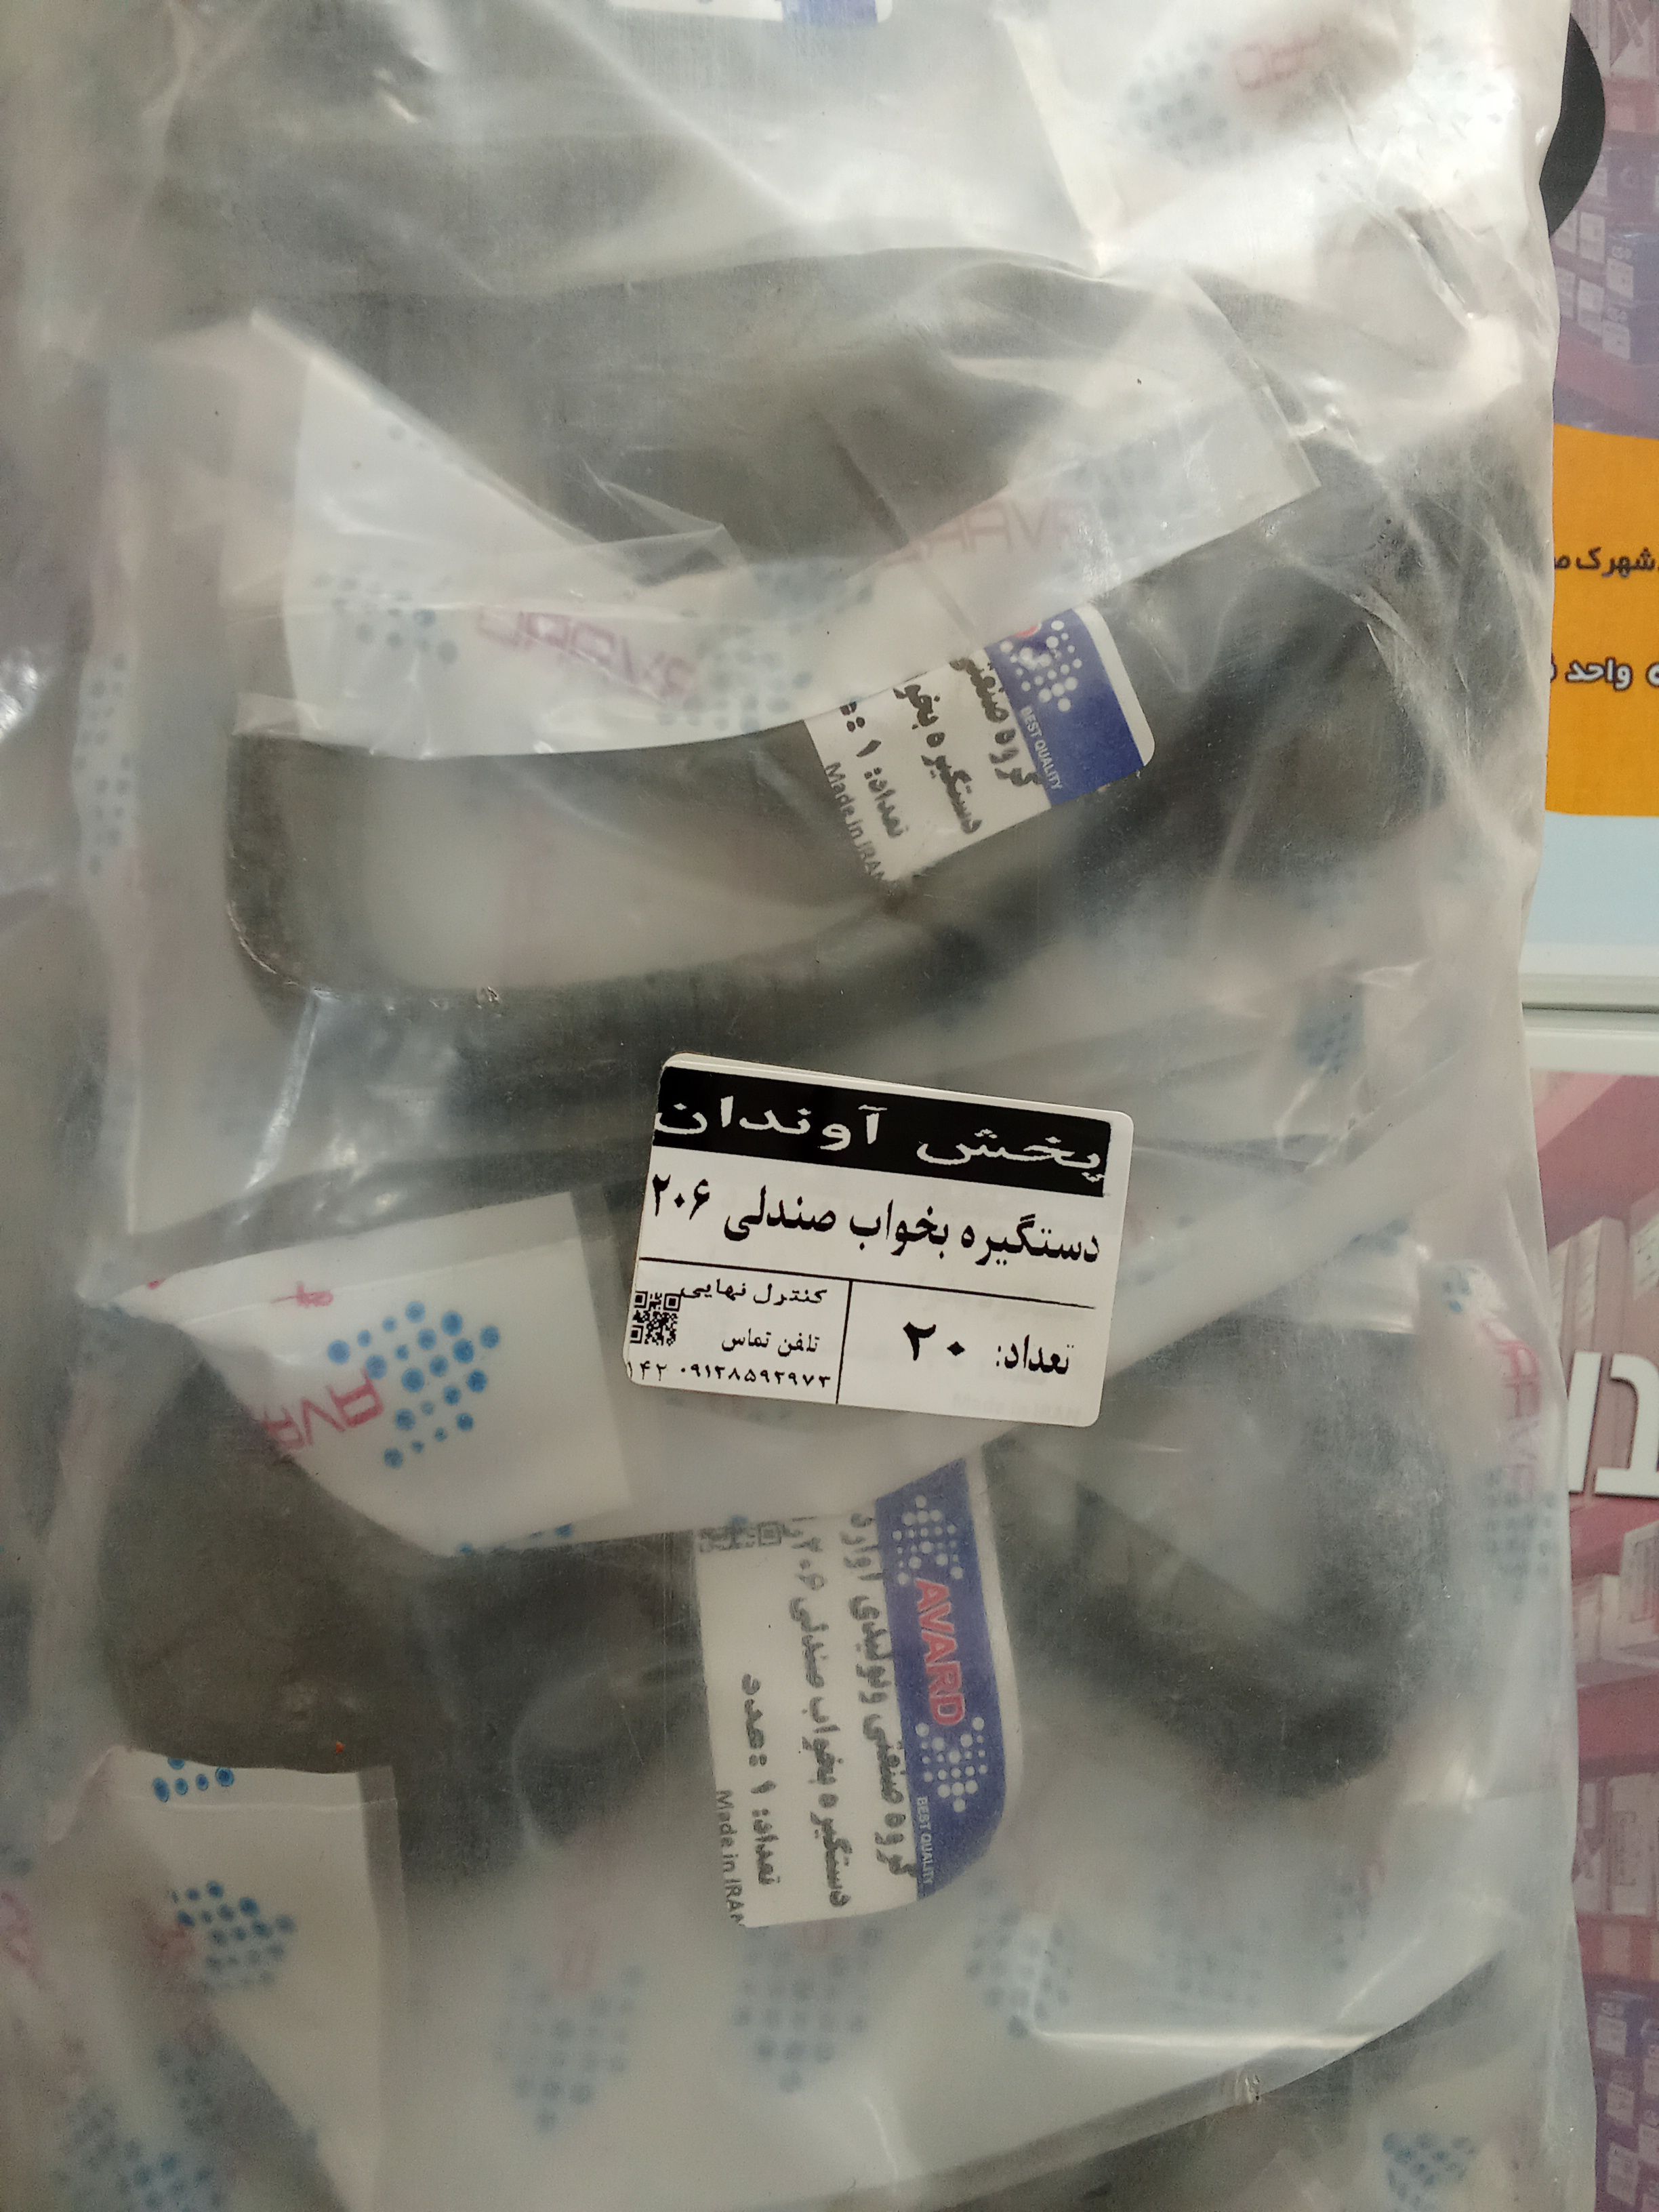 BEST QUALITY
گروه صنعتی
دستگیره بخوا
تعداد: ۱
Made in IRAN
پخش آوندان
دستگیره بخواب صندلی ۲۰۶
تعداد: ۲۰
کنترل نهایی
تلفن تماس
۰۹۱۲۸۵۹۲۹۷۳ ۱۴۲
AVARD
BEST QUALITY
گروه صنعتی و تولیدی آوارد
دستگیره بخواب صندلی ۲۰۶
تعداد: ۱ عدد
Made in IRAN
شهرک
واحد